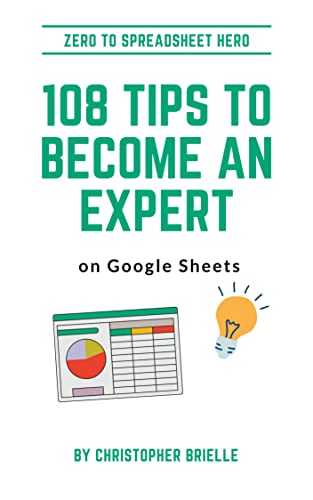 ZERO TO SPREADSHEET HERO
108 TIPS TO
BECOME AN
EXPERT
on Google Sheets
BY CHRISTOPHER BRIELLE